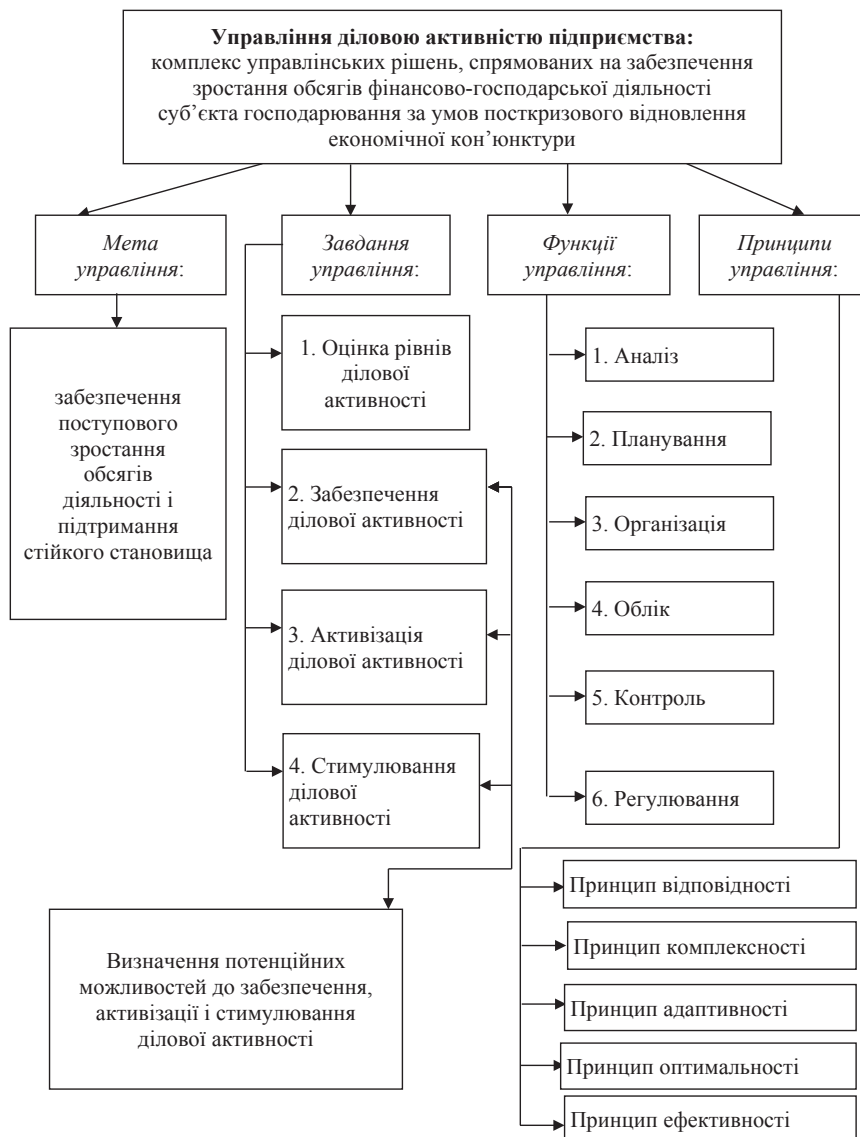 Управління діловою активністю підприємства:
комплекс управлінських рішень, спрямованих на забезпечення
зростання обсягів фінансово-господарської діяльності
суб’єкта господарювання за умов посткризового відновлення
економічної кон’юнктури
Мета
управління:
Завдання
управління:
Функції
управління:
Принципи
управління:
забезпечення
поступового
зростання
обсягів
діяльності і
підтримання
стійкого становища
1. Оцінка рівнів
ділової
активності
2. Забезпечення
ділової активності
3. Активізація
ділової активності
4. Стимулювання
ділової
активності
Визначення потенційних
можливостей до забезпечення,
активізації і стимулювання
ділової активності
1. Аналіз
2. Планування
3. Організація
4. Облік
5. Контроль
6. Регулювання
Принцип відповідності
Принцип комплексності
Принцип адаптивності
Принцип оптимальності
Принцип ефективності